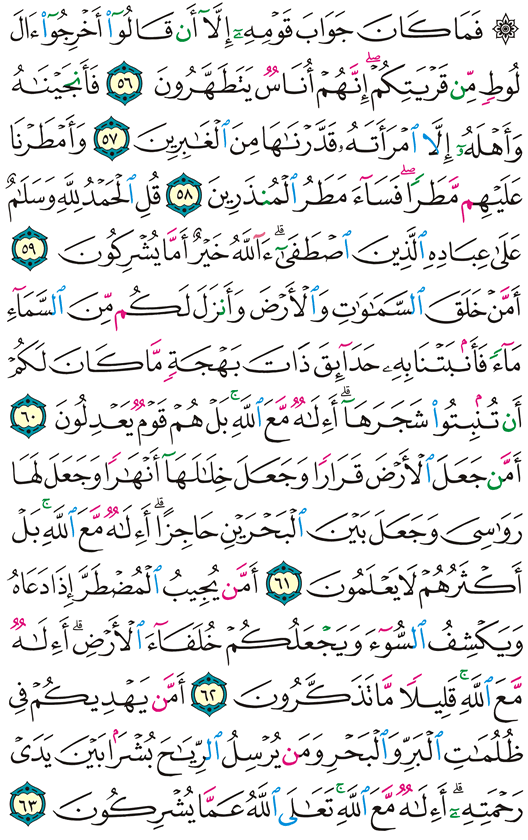 ۞ فَمَا كَانَ جَوَابَ قَوْمِهِۦٓ إِلَّآ أَن قَالُوٓا۟ أَخْرِجُوٓا۟ ءَالَ
لُوطٍ مِّن قَرْيَتِكُمْ ۖ إِنَّهُمْ أُنَاسٌ يَتَطَهَّرُونَ ٥٦ فَأَنجَيْنَٰهُ
وَأَهْلَهُۥٓ إِلَّا ٱمْرَأَتَهُۥ قَدَّرْنَٰهَا مِنَ ٱلْغَٰبِرِينَ ٥٧ وَأَمْطَرْنَا
عَلَيْهِم مَّطَرًا ۖ فَسَآءَ مَطَرُ ٱلْمُنذَرِينَ ٥٨ قُلِ ٱلْحَمْدُ لِلَّهِ وَسَلَٰمٌ
عَلَىٰ عِبَادِهِ ٱلَّذِينَ ٱصْطَفَىٰٓ ۗ ءَآللَّهُ خَيْرٌ أَمَّا يُشْرِكُونَ ٥٩
أَمَّنْ خَلَقَ ٱلسَّمَٰوَٰتِ وَٱلْأَرْضَ وَأَنزَلَ لَكُم مِّنَ ٱلسَّمَآءِ
مَآءً فَأَنۢبَتْنَا بِهِۦ حَدَآئِقَ ذَاتَ بَهْجَةٍ مَّا كَانَ لَكُمْ
أَن تُنۢبِتُوا۟ شَجَرَهَآ ۗ أَءِلَٰهٌ مَّعَ ٱللَّهِ ۚ بَلْ هُمْ قَوْمٌ يَعْدِلُونَ ٦٠
أَمَّن جَعَلَ ٱلْأَرْضَ قَرَارًا وَجَعَلَ خِلَٰلَهَآ أَنْهَٰرًا وَجَعَلَ لَهَا
رَوَٰسِىَ وَجَعَلَ بَيْنَ ٱلْبَحْرَيْنِ حَاجِزًا ۗ أَءِلَٰهٌ مَّعَ ٱللَّهِ ۚ بَلْ
أَكْثَرُهُمْ لَا يَعْلَمُونَ ٦١ أَمَّن يُجِيبُ ٱلْمُضْطَرَّ إِذَا دَعَاهُ
وَيَكْشِفُ ٱلسُّوٓءَ وَيَجْعَلُكُمْ خُلَفَآءَ ٱلْأَرْضِ ۗ أَءِلَٰهٌ
مَّعَ ٱللَّهِ ۚ قَلِيلًا مَّا تَذَكَّرُونَ ٦٢ أَمَّن يَهْدِيكُمْ فِى
ظُلُمَٰتِ ٱلْبَرِّ وَٱلْبَحْرِ وَمَن يُرْسِلُ ٱلرِّيَٰحَ بُشْرًۢا بَيْنَ يَدَىْ
رَحْمَتِهِۦٓ ۗ أَءِلَٰهٌ مَّعَ ٱللَّهِ ۚ تَعَٰلَى ٱللَّهُ عَمَّا يُشْرِكُونَ ٦٣